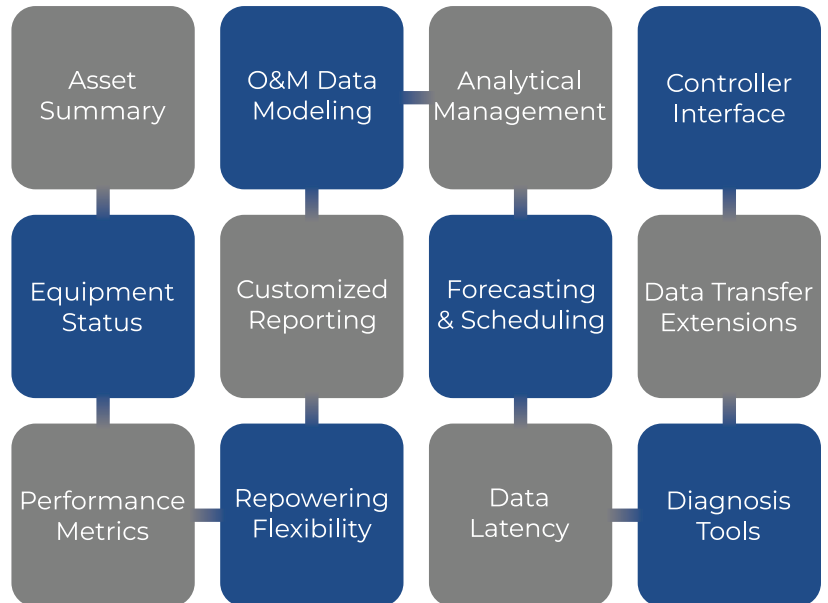 Asset
Summary
O&M Data
Modeling
Analytical
Management
Controller
Interface
Equipment
Status
Customized
Reporting
Forecasting
& Scheduling
Data Transfer
Extensions
Performance
Metrics
Repowering
Flexibility
Data
Latency
Diagnosis
Tools